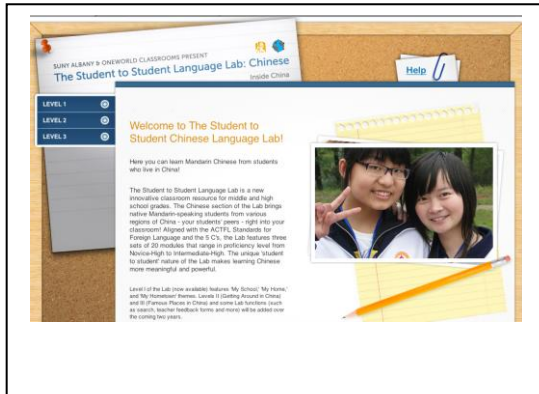 SUNY ALBANY & ONEWORLD CLASSROOMS PRESENT
The Student to Student Language Lab: Chinese
Inside China
Help
LEVEL 1
LEVEL 2
LEVEL 3
Welcome to The Student to
Student Chinese Language Lab!
Here you can learn Mandarin Chinese from students
who live in China!
The Student to Student Language Lab is a new
innovative classroom resource for middle and high
school grades. The Chinese section of the Lab brings
native Mandarin-speaking students from various
regions of China - your students' peers - right into your
classroom! Aligned with the ACTFL Standards for
Foreign Language and the 5 C's, the Lab features three
sets of 20 modules that range in proficiency level from
Novice-High to Intermediate-High. The unique 'student
to student' nature of the Lab makes learning Chinese
more meaningful and powerful.
Level I of the Lab (now available) features 'My School,' 'My Home,'
and 'My Hometown' themes. Levels II (Getting Around in China)
and III (Famous Places in China) and some Lab functions (such
as search, teacher feedback forms and more) will be added over
the coming two years.